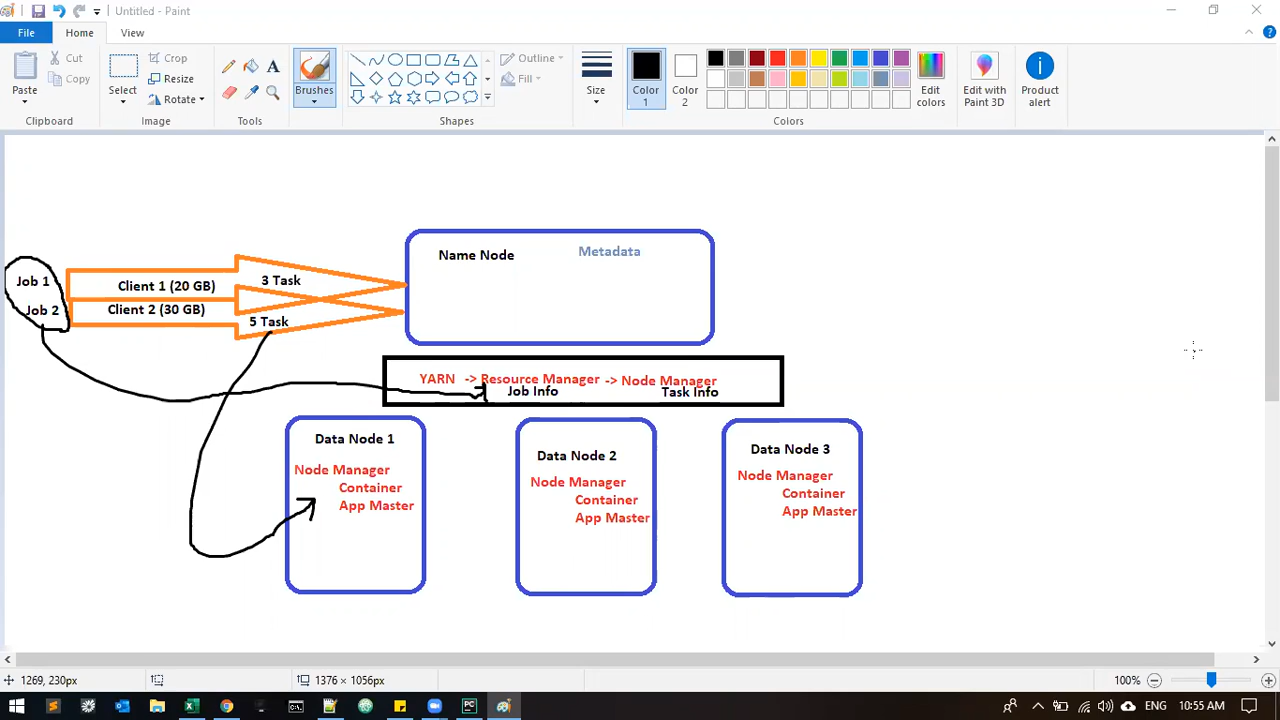 Untitled - Paint
File
Home
View
Paste
Cut
Copy
Clipboard
Select
Crop
Resize
Rotate
Image
A
Tools
Brushes
Outline
Fill
Shapes
Size
Color
1
Color
2
Edit
colors
Colors
Edit with
Paint 3D
Product
alert
Name Node
Metadata
Job 1
Client 1 (20 GB)
3 Task
Job 2
Client 2 (30 GB)
5 Task
YARN -> Resource Manager -> Node Manager
Job Info
Task Info
Data Node 1
Node Manager
Container
App Master
Data Node 2
Node Manager
Container
App Master
Data Node 3
Node Manager
Container
App Master
1269, 230px
1376 × 1056px
100%
ENG
10:55 AM